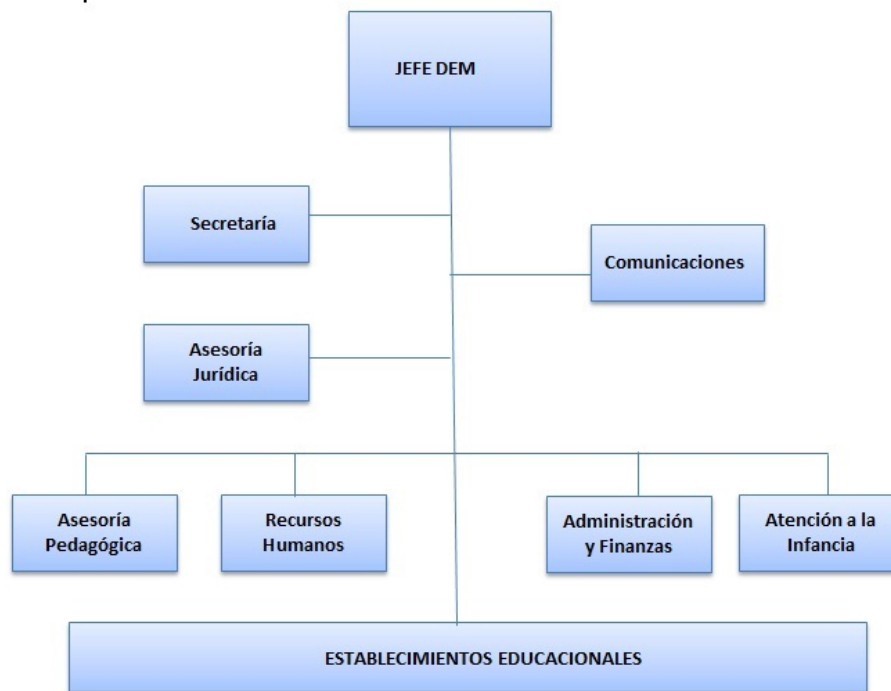 JEFE DEM
Secretaría
Comunicaciones
Asesoría
Jurídica
Asesoría
Pedagógica
Recursos
Humanos
Administración
y Finanzas
Atención a la
Infancia
ESTABLECIMIENTOS EDUCACIONALES